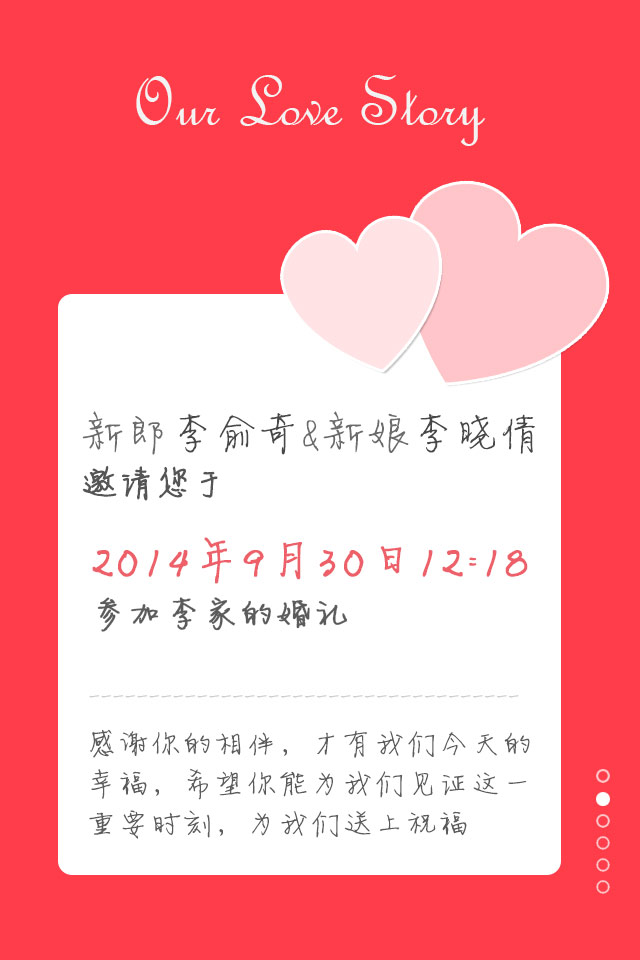 Our Love Story
新郎李俞奇&新娘李晓倩
邀请您于
2014年9月30日12:18
参加李家的婚礼
感谢你的相伴，才有我们今天的
幸福，希望你能为我们见证这一
重要时刻，为我们送上祝福